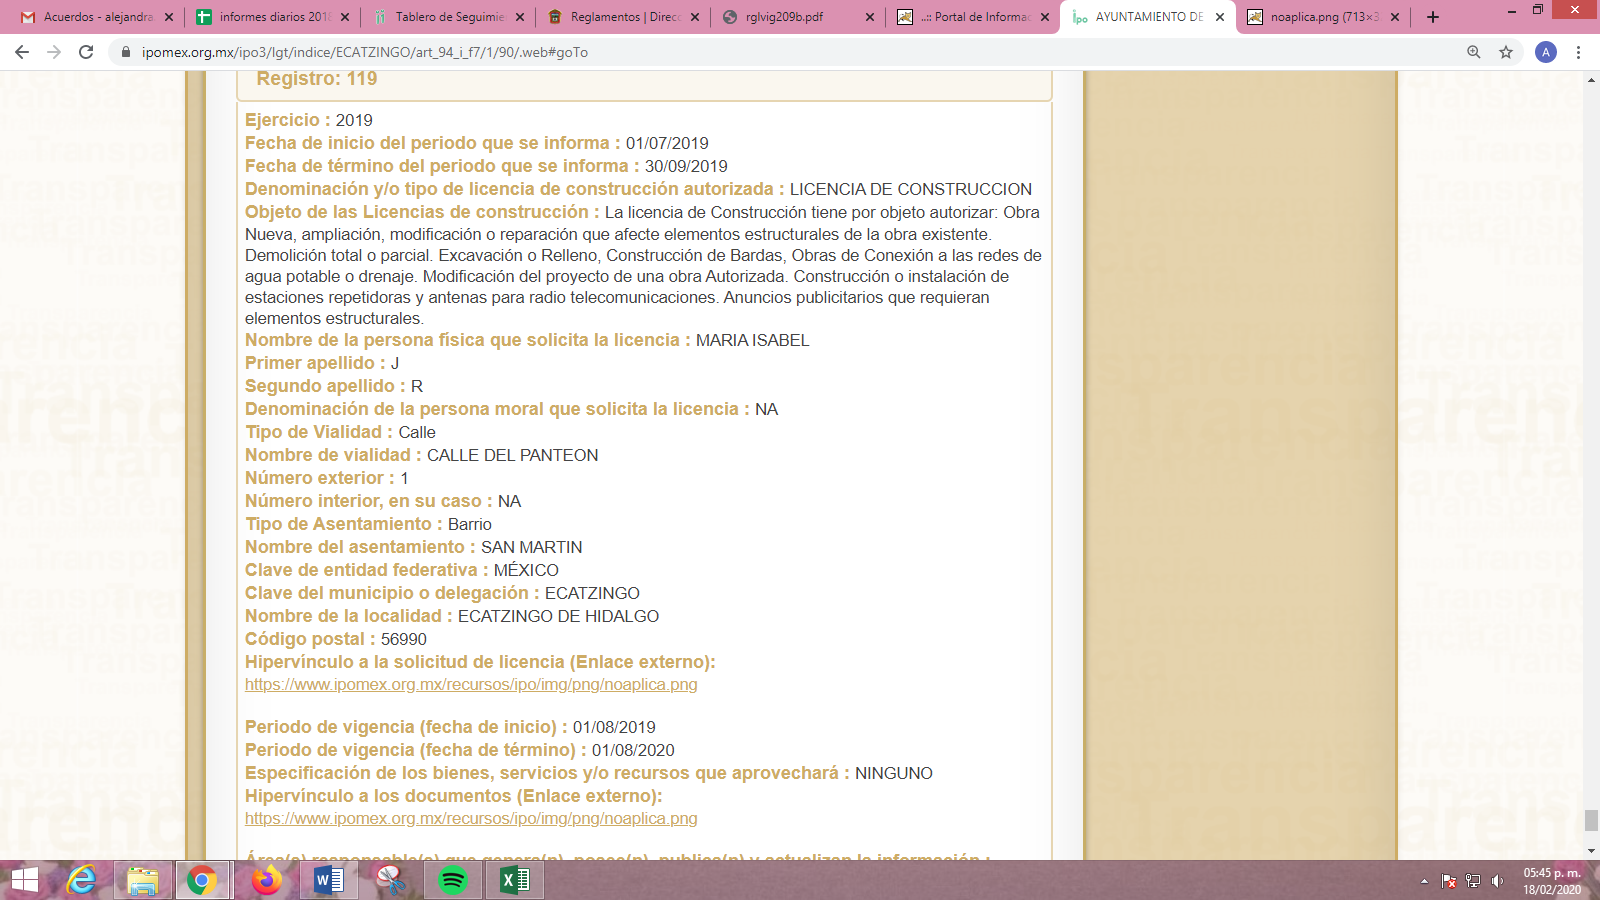 Acuerdos - alejandra
informes diarios 2018
Tablero de Seguimie
Reglamentos | Direcc
rglvig209b.pdf
..:: Portal de Informac
AYUNTAMIENTO DE
noaplica.png (713×3
ipomex.org.mx/ipo3/lgt/indice/ECATZINGO/art_94_i_f7/1/90/.web#goTo
A
Registro: 119
Ejercicio : 2019
Fecha de inicio del periodo que se informa : 01/07/2019
Fecha de término del periodo que se informa : 30/09/2019
Denominación y/o tipo de licencia de construcción autorizada : LICENCIA DE CONSTRUCCION
Objeto de las Licencias de construcción : La licencia de Construcción tiene por objeto autorizar: Obra
Nueva, ampliación, modificación o reparación que afecte elementos estructurales de la obra existente.
Demolición total o parcial. Excavación o Relleno, Construcción de Bardas, Obras de Conexión a las redes de
agua potable o drenaje. Modificación del proyecto de una obra Autorizada. Construcción o instalación de
estaciones repetidoras y antenas para radio telecomunicaciones. Anuncios publicitarios que requieran
elementos estructurales.
Nombre de la persona física que solicita la licencia : MARIA ISABEL
Primer apellido : J
Segundo apellido : R
Denominación de la persona moral que solicita la licencia : NA
Tipo de Vialidad : Calle
Nombre de vialidad : CALLE DEL PANTEON
Número exterior : 1
Número interior, en su caso : NA
Tipo de Asentamiento : Barrio
Nombre del asentamiento : SAN MARTIN
Clave de entidad federativa : MÉXICO
Clave del municipio o delegación : ECATZINGO
Nombre de la localidad : ECATZINGO DE HIDALGO
Código postal : 56990
Hipervínculo a la solicitud de licencia (Enlace externo):
https://www.ipomex.org.mx/recursos/ipo/img/png/noaplica.png
Periodo de vigencia (fecha de inicio) : 01/08/2019
Periodo de vigencia (fecha de término) : 01/08/2020
Especificación de los bienes, servicios y/o recursos que aprovechará : NINGUNO
Hipervínculo a los documentos (Enlace externo):
https://www.ipomex.org.mx/recursos/ipo/img/png/noaplica.png
Área(s) responsable(s) que genera(n), posee(n), publica(n) y actualizan la información :
05:45 p. m.
18/02/2020